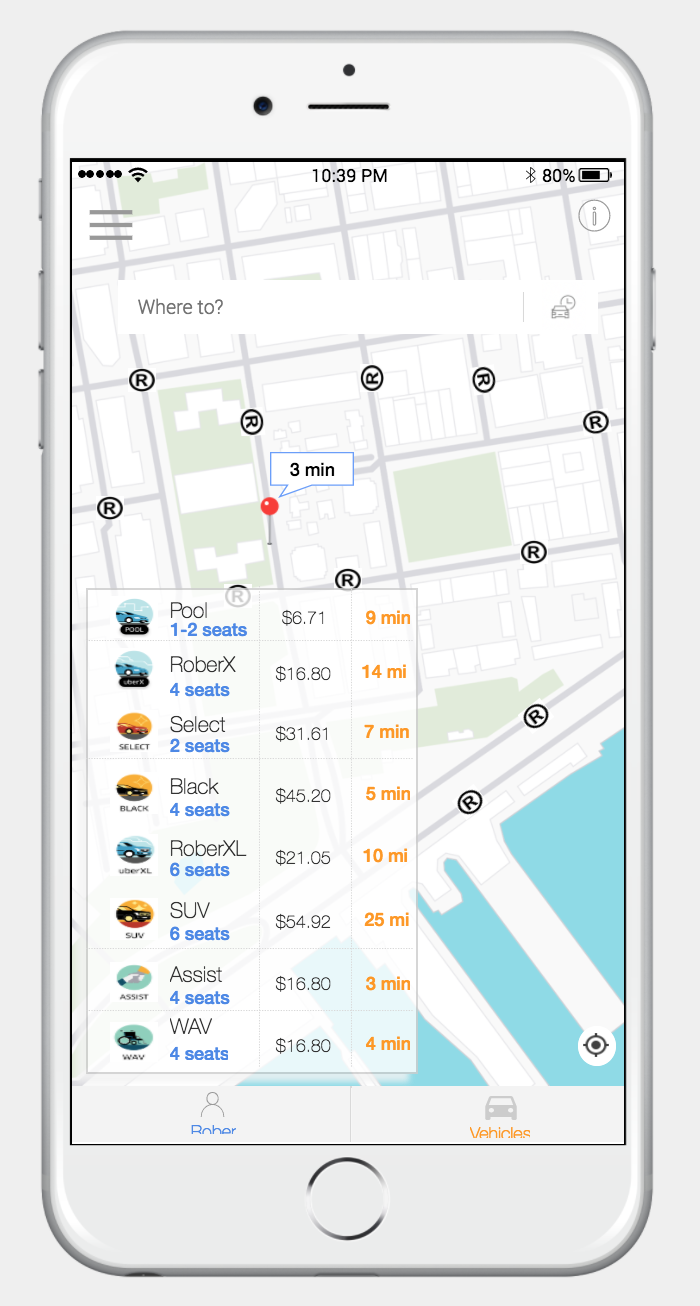 10:39 PM
80%
Where to?
R
R
R
R
R
3 min
R
R
R
R
Pool
1-2 seats
$6.71
9 min
POOL
RoberX
4 seats
$16.80
14 mi
uberX
Select
2 seats
$31.61
7 min
SELECT
Black
4 seats
$45.20
5 min
BLACK
RoberXL
6 seats
$21.05
10 mi
uberXL
SUV
6 seats
$54.92
25 mi
SUV
Assist
4 seats
$16.80
3 min
ASSIST
WAV
4 seats
$16.80
4 min
WAV
R
R
Rober
Vehicles